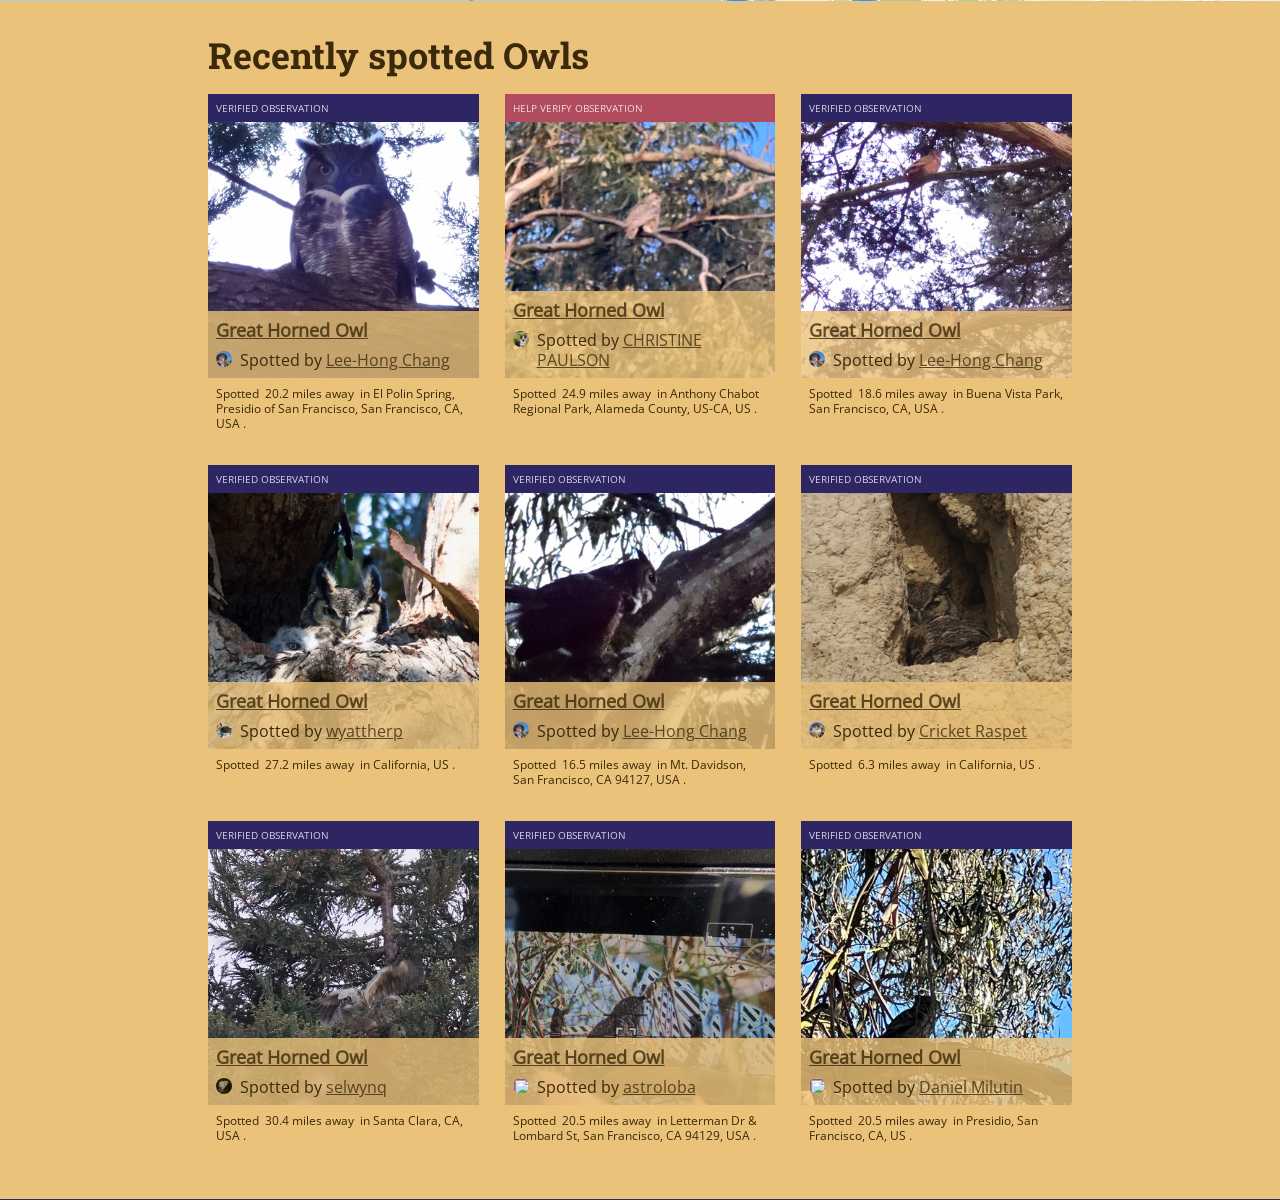 Recently spotted Owls
VERIFIED OBSERVATION
Great Horned Owl
Spotted by Lee-Hong Chang
Spotted 20.2 miles away in El Polin Spring,
Presidio of San Francisco, San Francisco, CA,
USA .
HELP VERIFY OBSERVATION
Great Horned Owl
Spotted by CHRISTINE
PAULSON
Spotted 24.9 miles away in Anthony Chabot
Regional Park, Alameda County, US-CA, US .
VERIFIED OBSERVATION
Great Horned Owl
Spotted by Lee-Hong Chang
Spotted 18.6 miles away in Buena Vista Park,
San Francisco, CA, USA .
VERIFIED OBSERVATION
Great Horned Owl
Spotted by wyattherp
Spotted 27.2 miles away in California, US .
VERIFIED OBSERVATION
Great Horned Owl
Spotted by Lee-Hong Chang
Spotted 16.5 miles away in Mt. Davidson,
San Francisco, CA 94127, USA .
VERIFIED OBSERVATION
Great Horned Owl
Spotted by Cricket Raspet
Spotted 6.3 miles away in California, US .
VERIFIED OBSERVATION
Great Horned Owl
Spotted by selwynq
Spotted 30.4 miles away in Santa Clara, CA,
USA .
VERIFIED OBSERVATION
Great Horned Owl
Spotted by astroloba
Spotted 20.5 miles away in Letterman Dr &
Lombard St, San Francisco, CA 94129, USA .
VERIFIED OBSERVATION
Great Horned Owl
Spotted by Daniel Milutin
Spotted 20.5 miles away in Presidio, San
Francisco, CA, US .